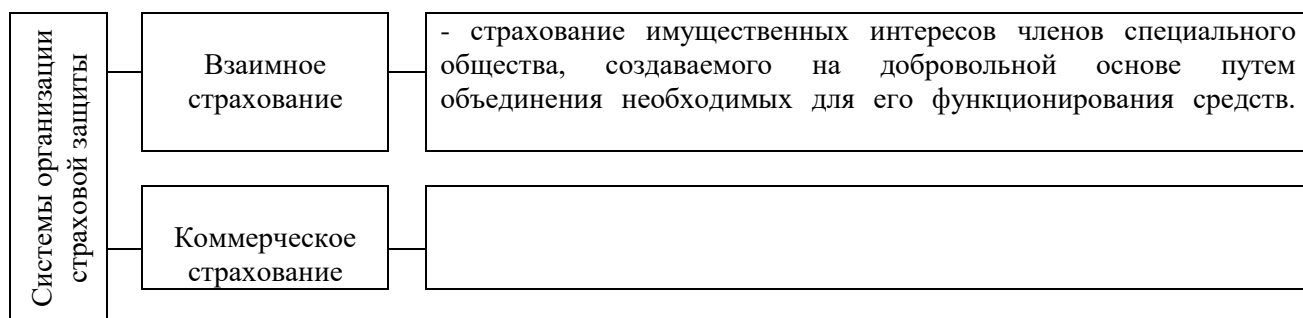 Системы организации
страховой защиты
Взаимное
страхование
- страхование имущественных интересов членов специального
общества, создаваемого на добровольной основе путем
объединения необходимых для его функционирования средств.
Коммерческое
страхование